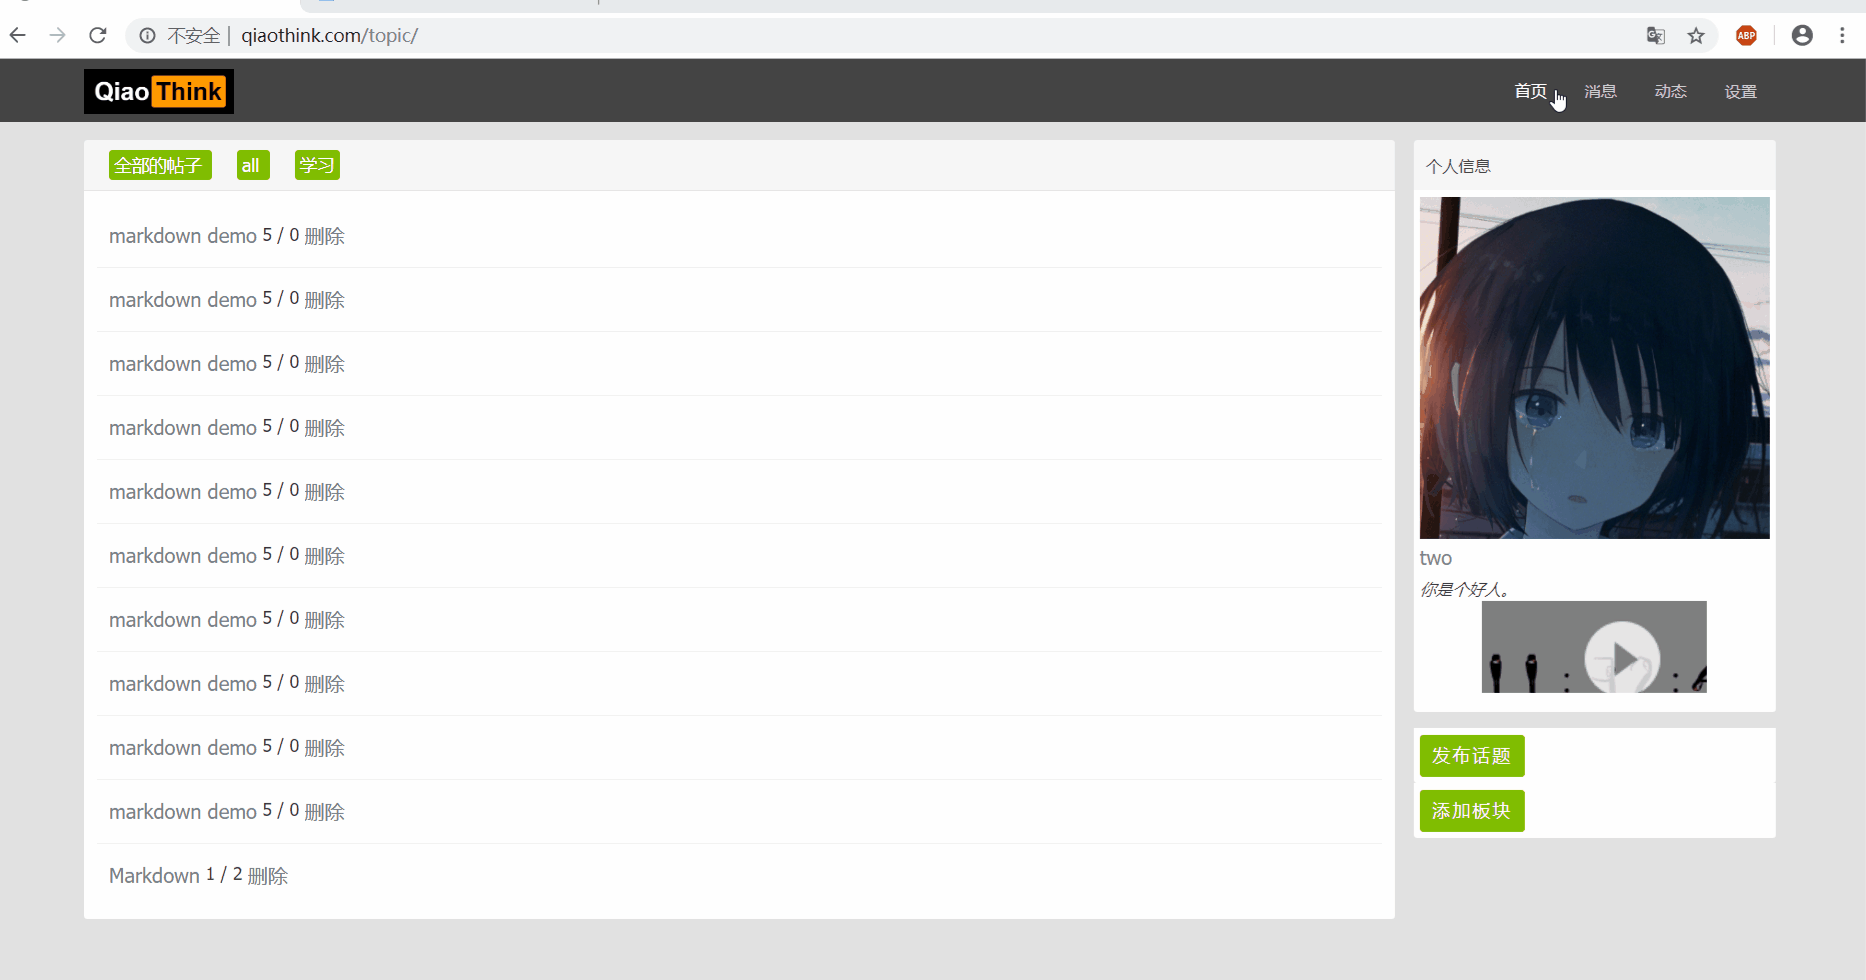 不安全 | qiaothink.com/topic/
ABP
Qiao Think
首页 消息 动态 设置
全部的帖子 all 学习
个人信息
markdown demo 5 / 0 删除
markdown demo 5 / 0 删除
markdown demo 5 / 0 删除
markdown demo 5 / 0 删除
markdown demo 5 / 0 删除
markdown demo 5 / 0 删除
markdown demo 5 / 0 删除
markdown demo 5 / 0 删除
markdown demo 5 / 0 删除
markdown demo 5 / 0 删除
Markdown 1 / 2 删除
two
你是个好人。
发布话题
添加板块